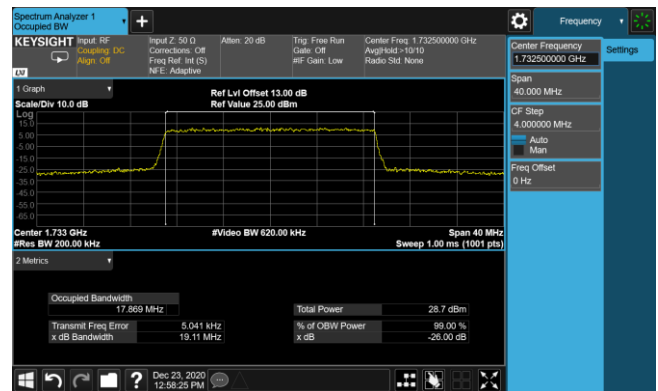 Spectrum Analyzer 1
Occupied BW
+
Frequency
KEYSIGHT
Input: RF
Coupling: DC
Align: Off
Input Z: 50 Ω
Corrections: Off
Freq Ref: Int (S)
NFE: Adaptive
Atten: 20 dB
Trig: Free Run
Gate: Off
#IF Gain: Low
Center Freq: 1.732500000 GHz
Avg|Hold:>10/10
Radio Std: None
LXI
Center Frequency
1.732500000 GHz
Settings
Span
40.000 MHz
CF Step
4.000000 MHz
Auto
Man
Freq Offset
0 Hz
1 Graph
Scale/Div 10.0 dB
Ref Lvl Offset 13.00 dB
Ref Value 25.00 dBm
Log
15.0
5.00
-5.00
-15.0
-25.0
-35.0
-45.0
-55.0
-65.0
Center 1.733 GHz
#Res BW 200.00 kHz
#Video BW 620.00 kHz
Span 40 MHz
Sweep 1.00 ms (1001 pts)
2 Metrics
Occupied Bandwidth
17.869 MHz
Total Power 28.7 dBm
Transmit Freq Error 5.041 kHz
% of OBW Power 99.00 %
x dB Bandwidth 19.11 MHz
x dB -26.00 dB
?
Dec 23, 2020
12:58:25 PM